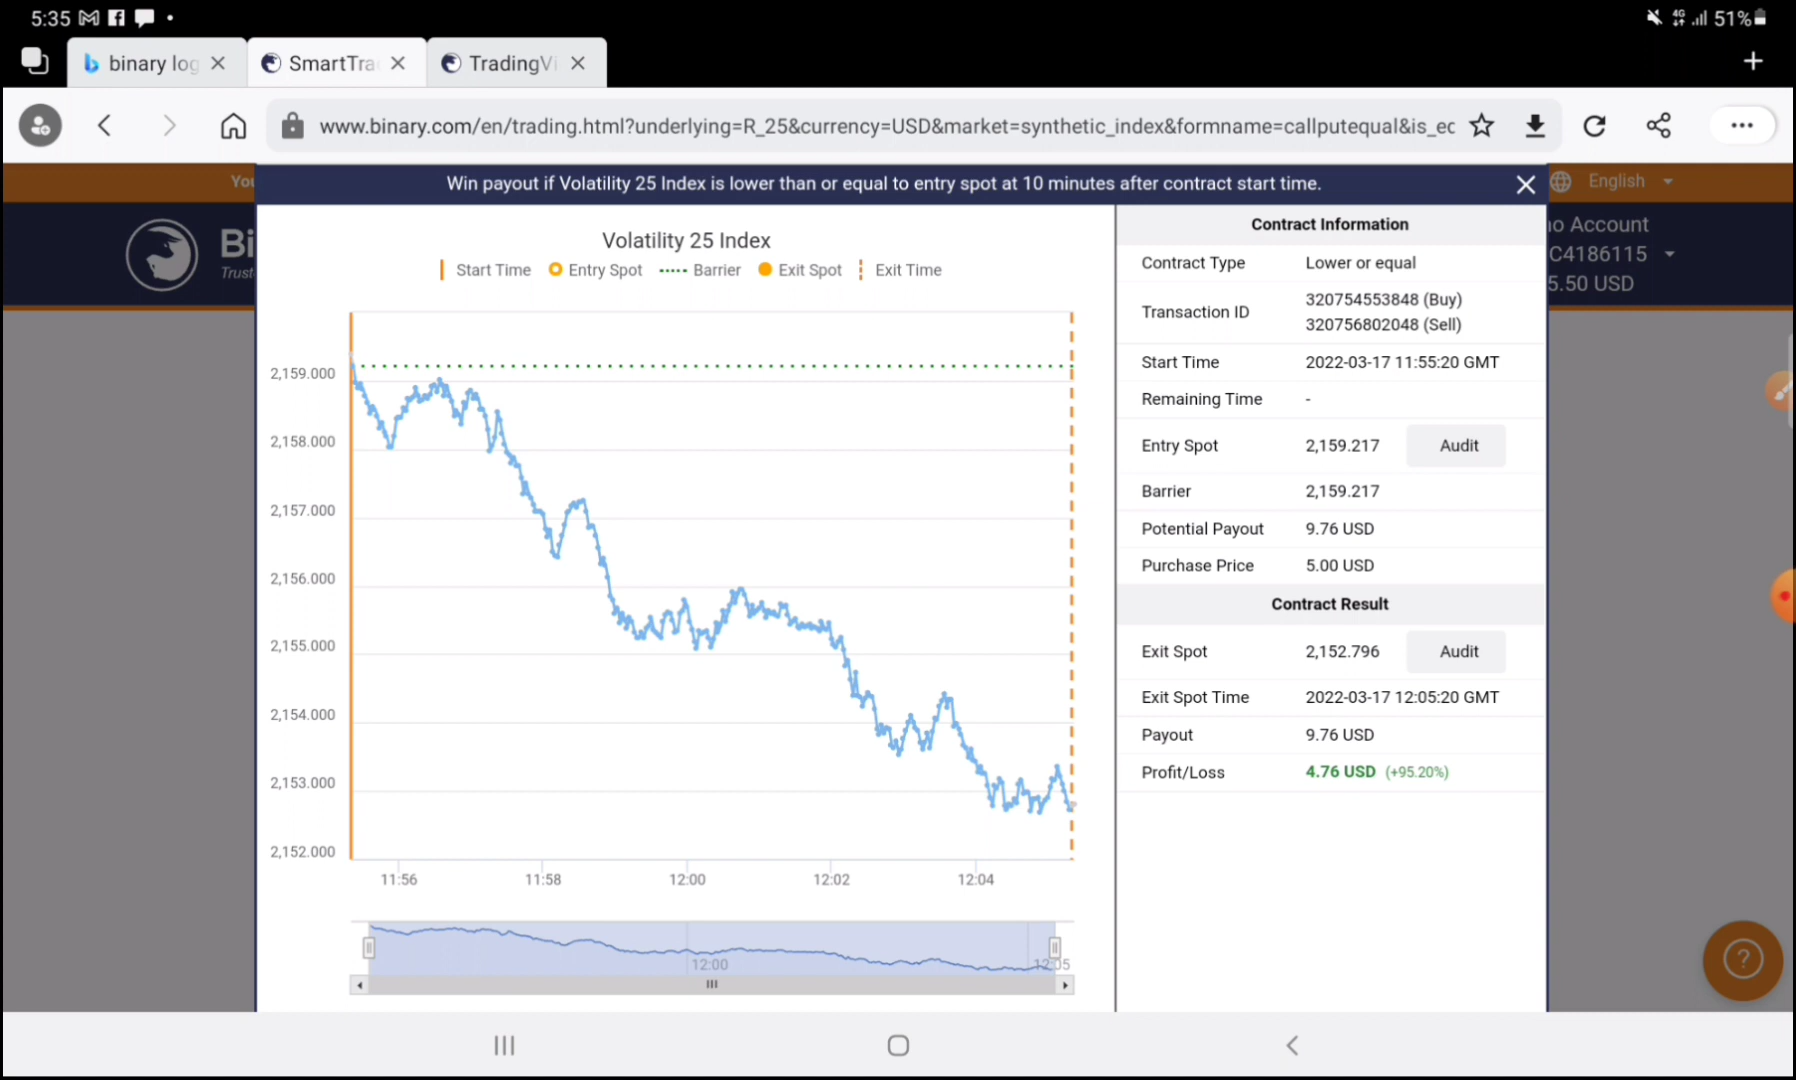 5:35
4G 51%
binary log
SmartTra
TradingVi
www.binary.com/en/trading.html?underlying=R_25&currency=USD&market=synthetic_index&formname=callputequal&is_ec
You
Win payout if Volatility 25 Index is lower than or equal to entry spot at 10 minutes after contract start time.
English
Bi
Trust
o Account
C4186115
5.50 USD
Volatility 25 Index
Start Time Entry Spot Barrier Exit Spot Exit Time
2,159.000
2,158.000
2,157.000
2,156.000
2,155.000
2,154.000
2,153.000
2,152.000
11:56 11:58 12:00 12:02 12:04
12:00 12:05
Contract Information
Contract Type Lower or equal
Transaction ID 320754553848 (Buy)
320756802048 (Sell)
Start Time 2022-03-17 11:55:20 GMT
Remaining Time -
Entry Spot 2,159.217 Audit
Barrier 2,159.217
Potential Payout 9.76 USD
Purchase Price 5.00 USD
Contract Result
Exit Spot 2,152.796 Audit
Exit Spot Time 2022-03-17 12:05:20 GMT
Payout 9.76 USD
Profit/Loss 4.76 USD (+95.20%)